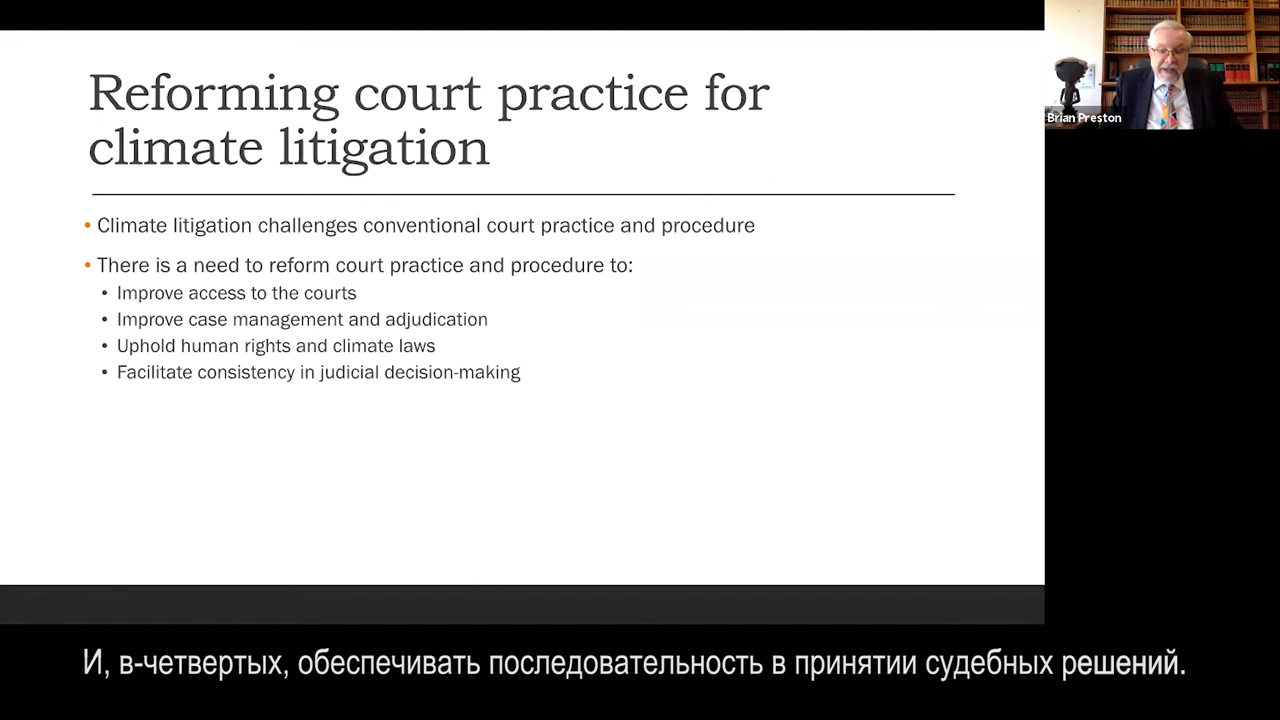 Reforming court practice for
climate litigation
• Climate litigation challenges conventional court practice and procedure
• There is a need to reform court practice and procedure to:
• Improve access to the courts
• Improve case management and adjudication
• Uphold human rights and climate laws
• Facilitate consistency in judicial decision-making
Brian Preston
И, в-четвертых, обеспечивать последовательность в принятии судебных решений.